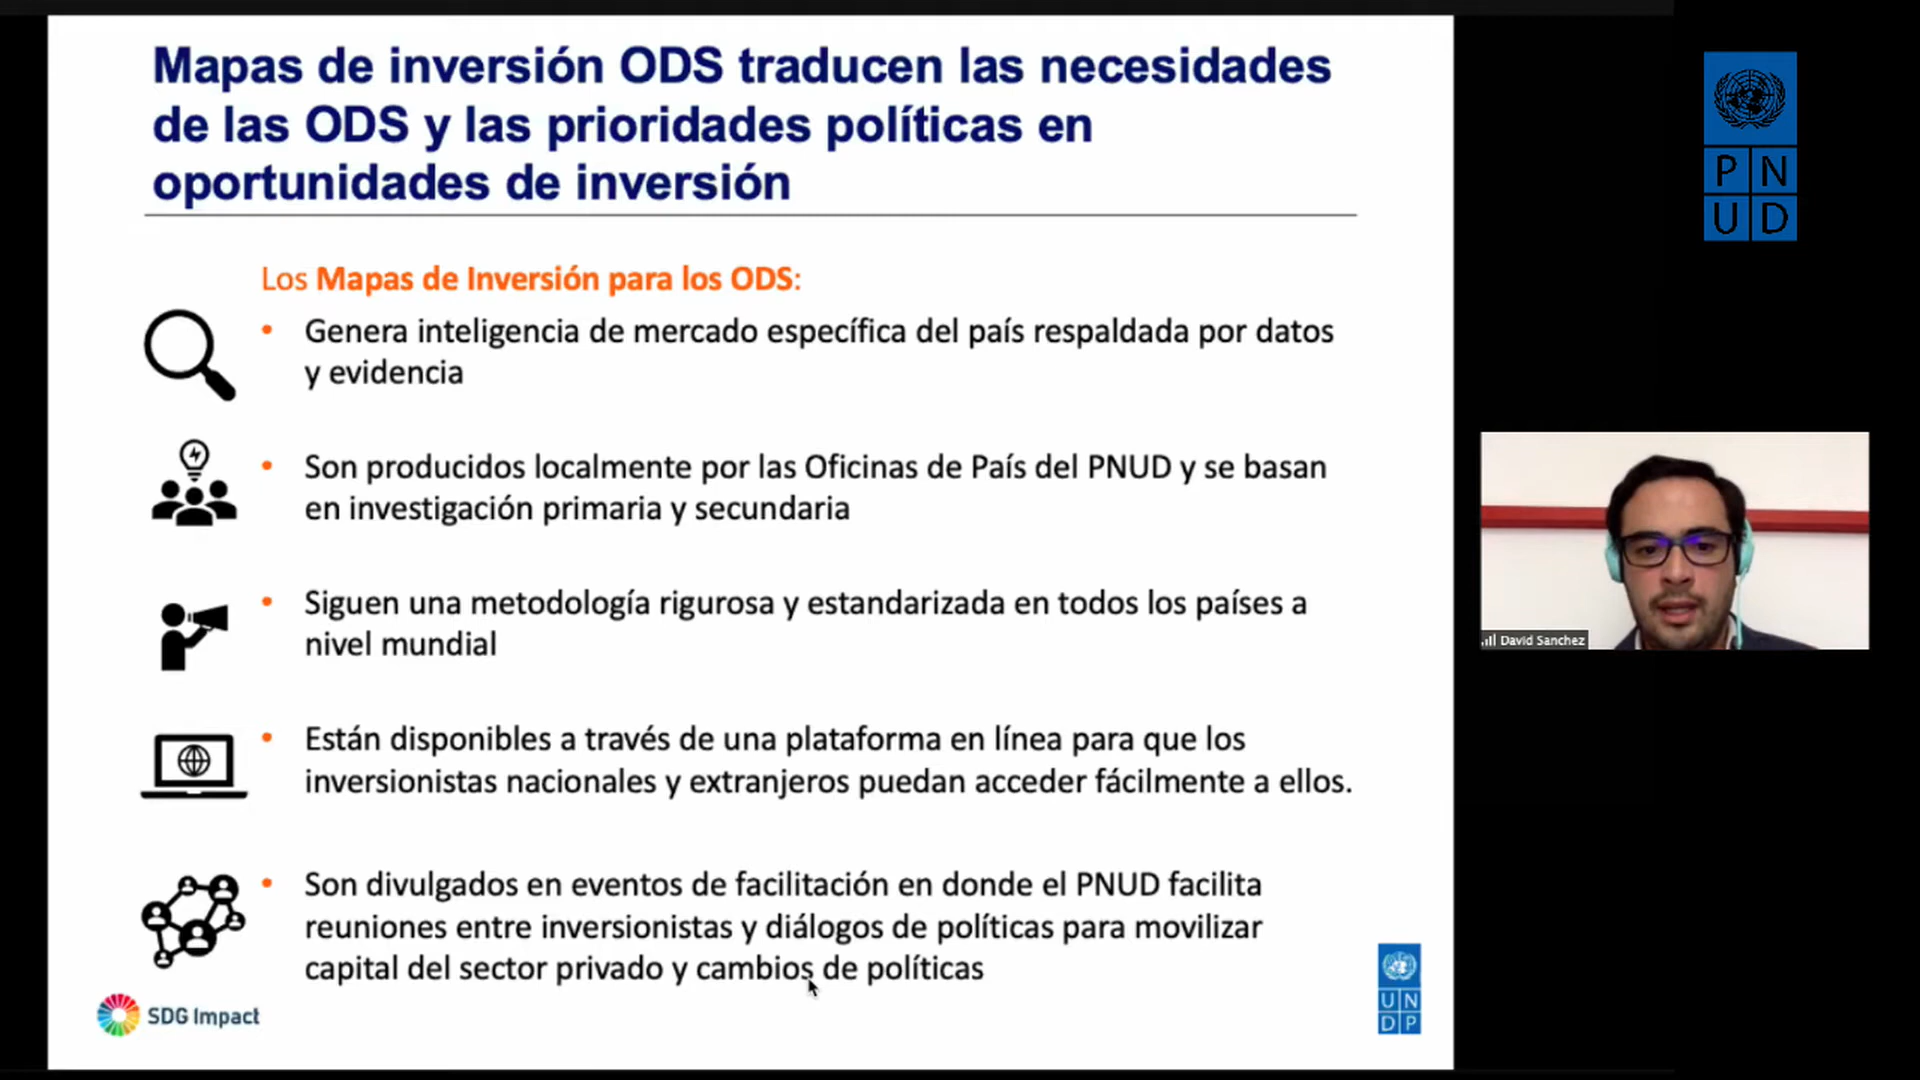 Mapas de inversión ODS traducen las necesidades
de las ODS y las prioridades políticas en
oportunidades de inversión
Los Mapas de Inversión para los ODS:
• Genera inteligencia de mercado específica del país respaldada por datos
y evidencia
• Son producidos localmente por las Oficinas de País del PNUD y se basan
en investigación primaria y secundaria
• Siguen una metodología rigurosa y estandarizada en todos los países a
nivel mundial
• Están disponibles a través de una plataforma en línea para que los
inversionistas nacionales y extranjeros puedan acceder fácilmente a ellos.
• Son divulgados en eventos de facilitación en donde el PNUD facilita
reuniones entre inversionistas y diálogos de políticas para movilizar
capital del sector privado y cambios de políticas
SDG Impact
U N
D P
P N
U D
David Sanchez